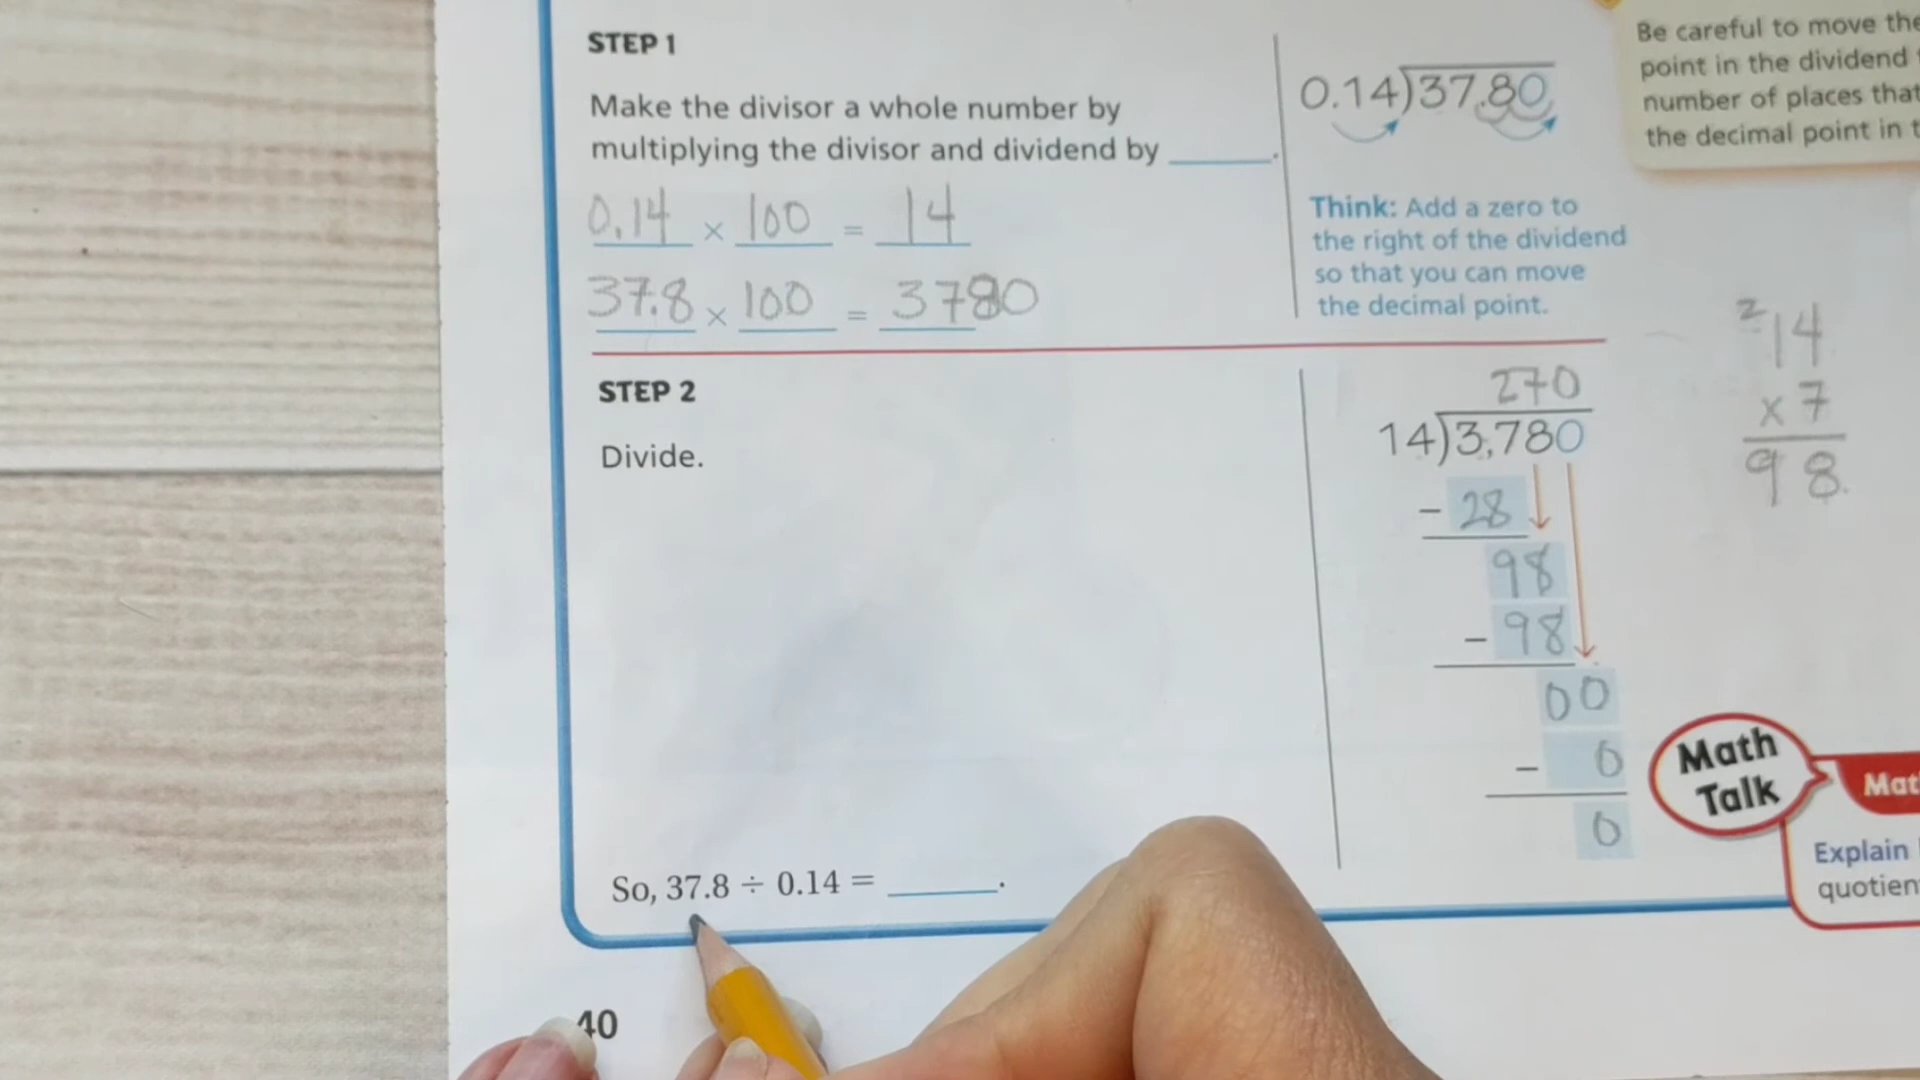 STEP 1
Make the divisor a whole number by
multiplying the divisor and dividend by ______.
0.14 × 100 = 14
37.8 × 100 = 3780
0.14)37.80
Think: Add a zero to
the right of the dividend
so that you can move
the decimal point.
Be careful to move the
point in the dividend
number of places that
the decimal point in t
STEP 2
Divide.
270
14)3,780
- 28
98
- 98
00
- 0
0
2
14
x 7
98
So, 37.8 ÷ 0.14 = ______.
Math
Talk
Mat
Explain
quotien
40